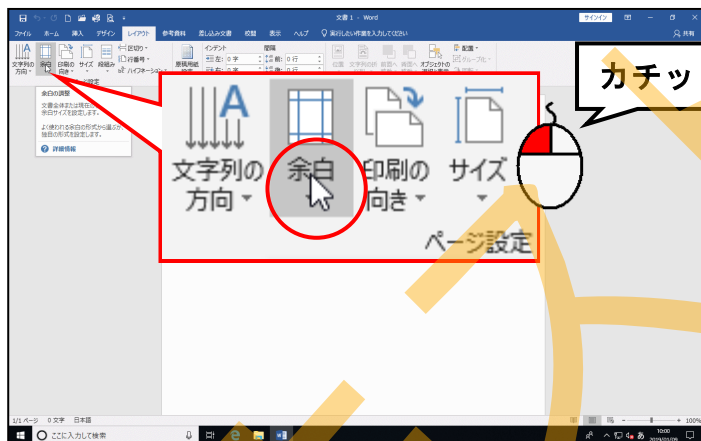 文書 1 - Word
サインイン
ファイル ホーム 挿入 デザイン レイアウト 参考資料 差し込み文書 校閲 表示 ヘルプ 実行したい作業を入力してください 共有
文字列の方向 余白 印刷の向き サイズ 段組み
区切り
行番号
ハイフネーション
原稿用紙設定
インデント 間隔
左: 0 字 前: 0 行
右: 0 字 後: 0 行
配置
余白の調整
文書全体または現在の
余白サイズを設定します。
よく使われる余白の形式から選ぶか、
独自の形式を設定します。
詳細情報
カチッ
文字列の
方向
余白
印刷の
向き
サイズ
ページ設定
1/1 ページ 0 文字 日本語 100%
ここに入力して検索
あ 10:00
2019/01/09